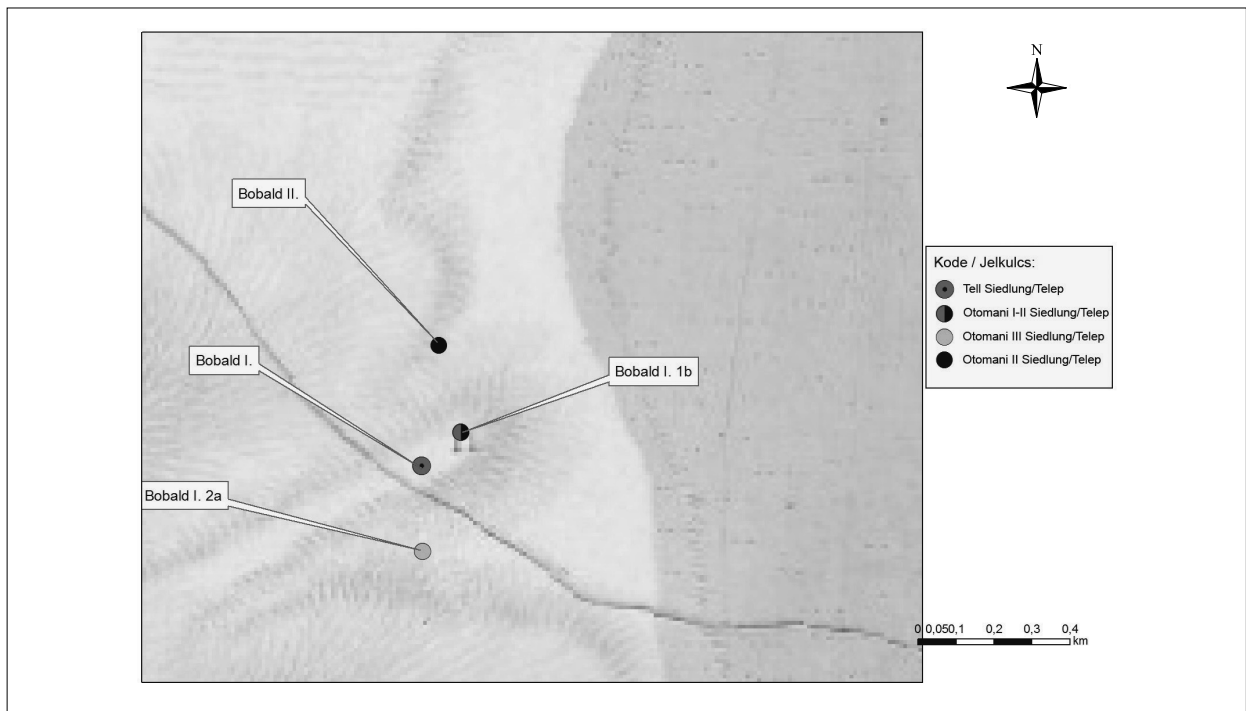 N
Bobald II.
Bobald I.
Bobald I. 1b
Bobald I. 2a
Kode / Jelkulcs:
Tell Siedlung/Telep
Otomani I-II Siedlung/Telep
Otomani III Siedlung/Telep
Otomani II Siedlung/Telep
0 0,050,1 0,2 0,3 0,4
km